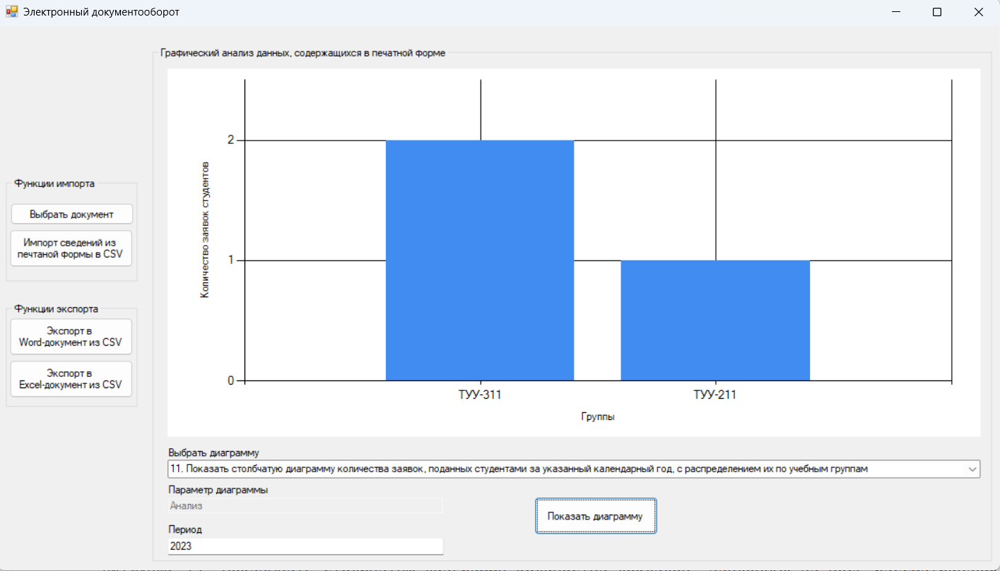 Электронный документооборот
Графический анализ данных, содержащихся в печатной форме
Функции импорта
Выбрать документ
Импорт сведений из
печтаной формы в CSV
Функции экспорта
Экспорт в
Word-документ из CSV
Экспорт в
Excel-документ из CSV
Количество заявок студентов
2
1
0
ТУУ-311
ТУУ-211
Группы
Выбрать диаграмму
11. Показать столбчатую диаграмму количества заявок, поданных студентами за указанный календарный год, с распределением их по учебным группам
Параметр диаграммы
Анализ
Показать диаграмму
Период
2023